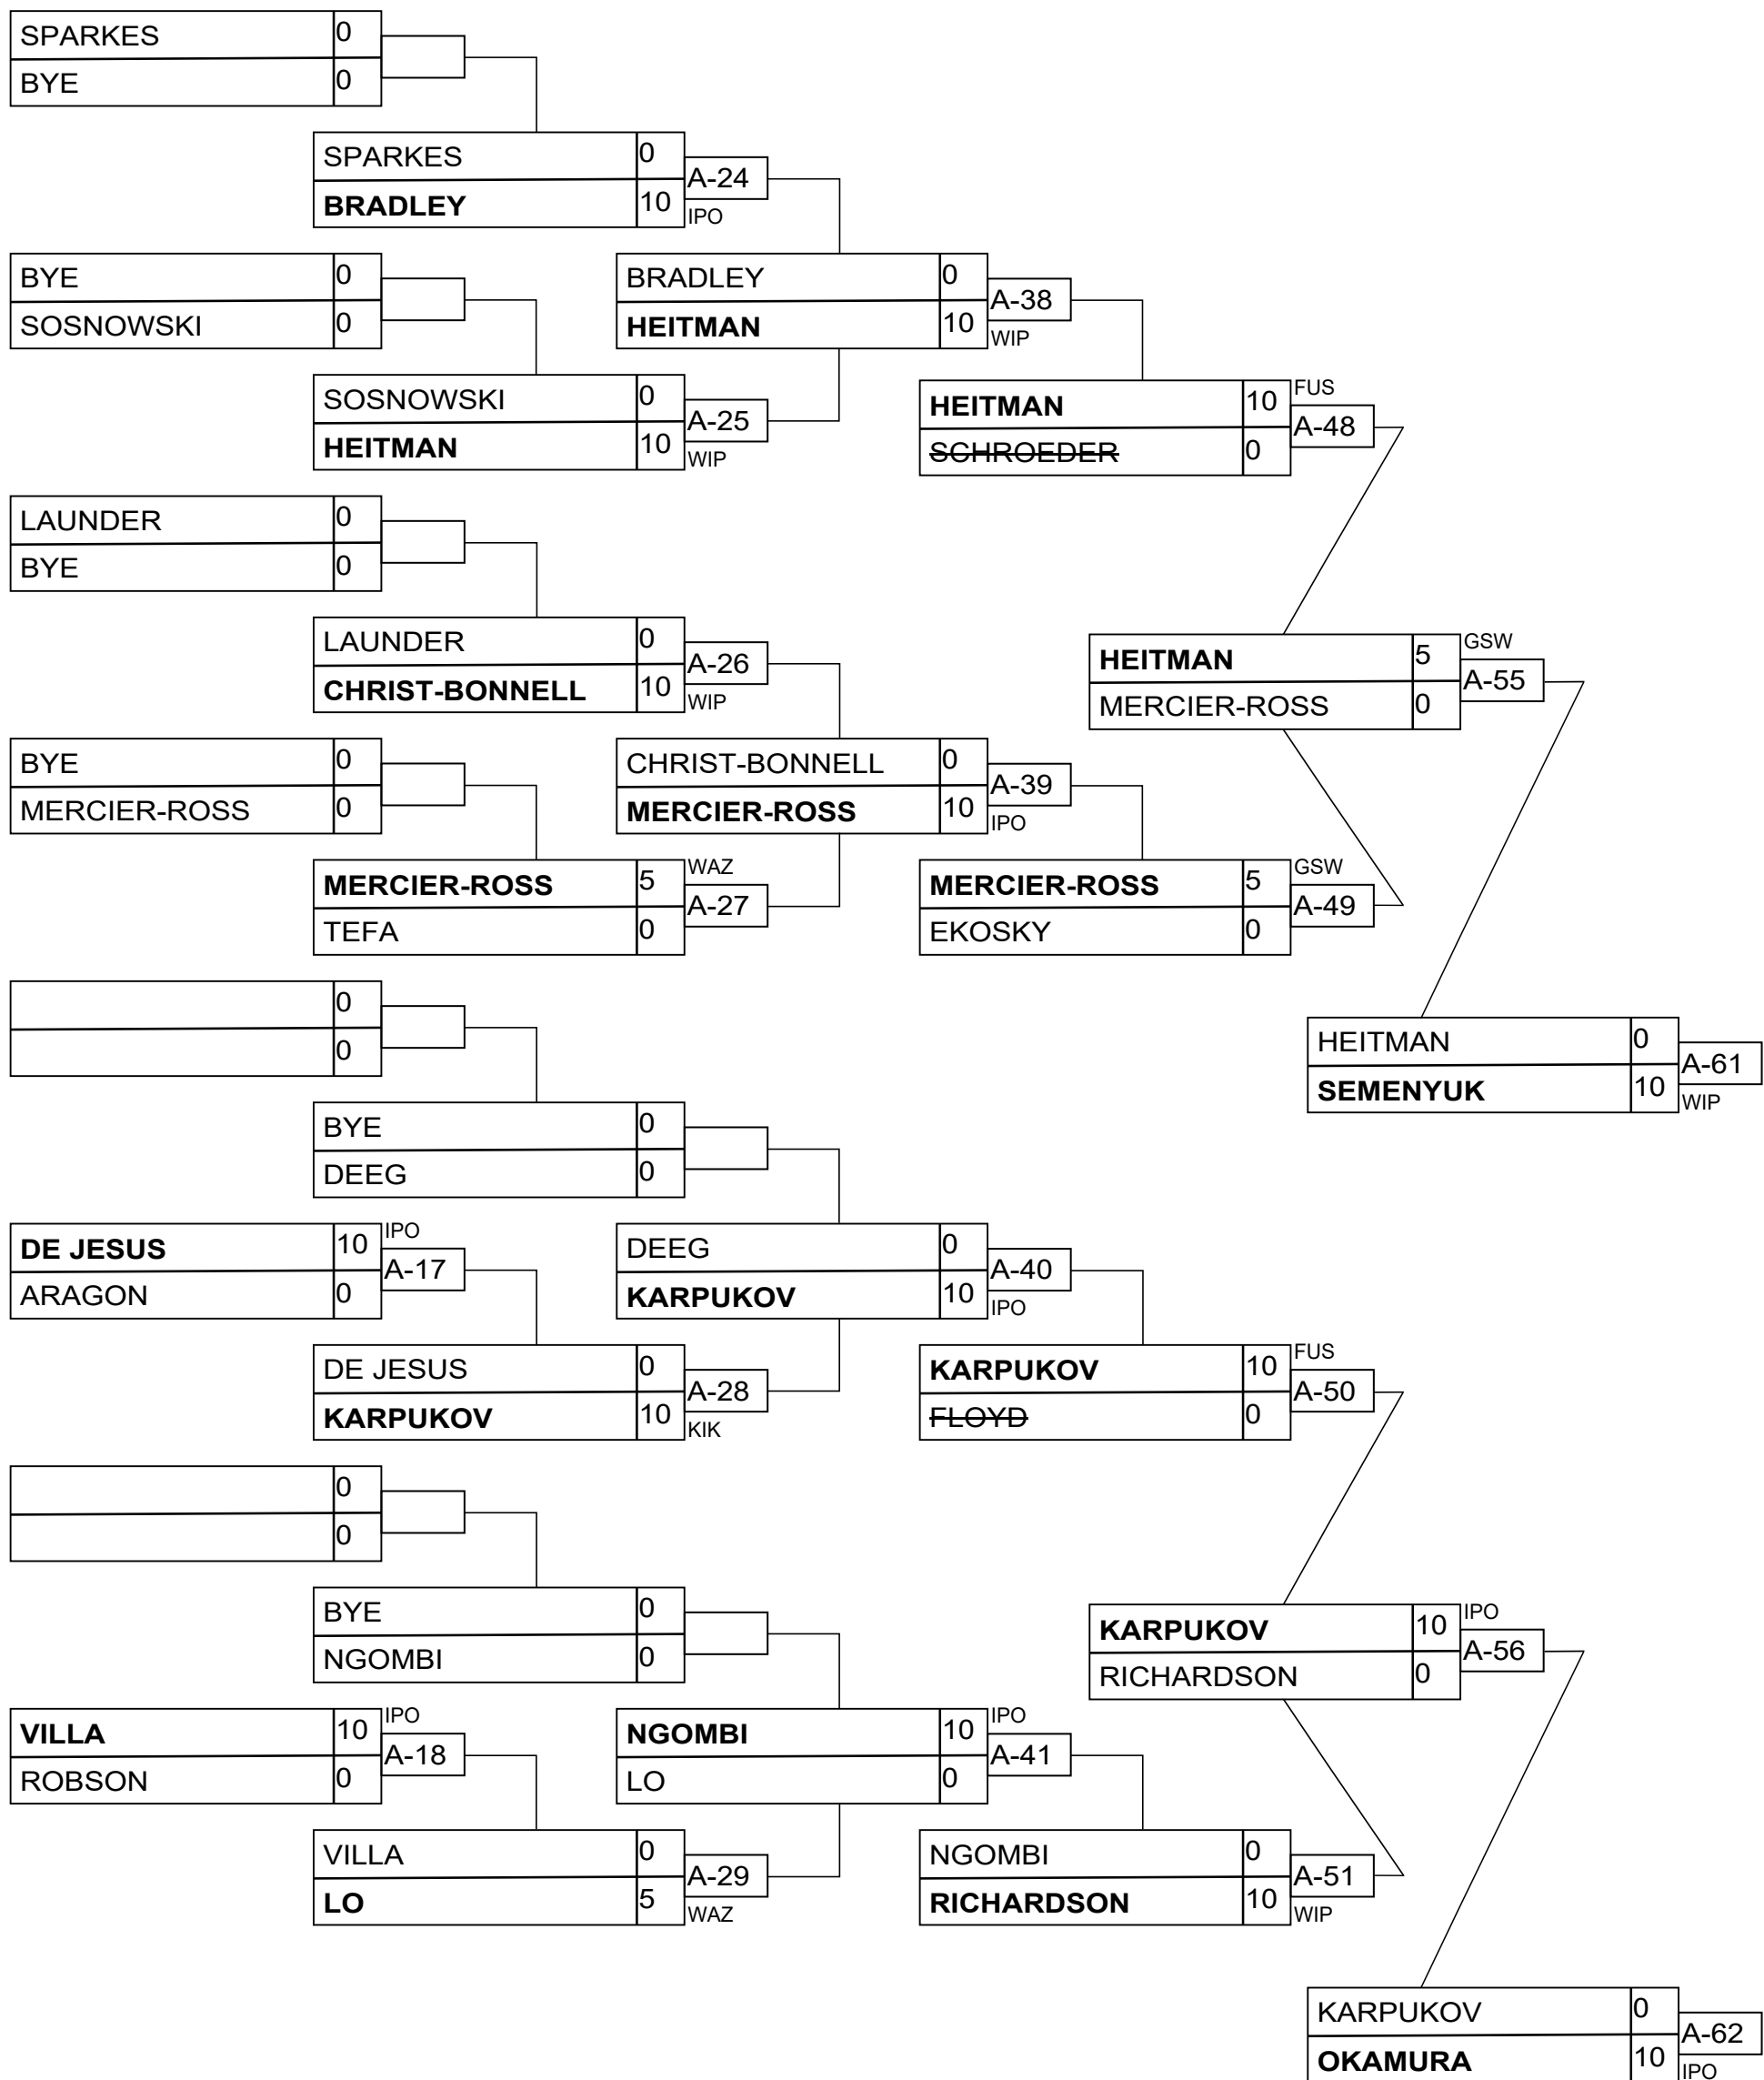 SPARKES 0
BYE 0
SPARKES 0
A-24
BRADLEY 10
IPO
BYE 0
SOSNOWSKI 0
BRADLEY 0
A-38
HEITMAN 10
WIP
SOSNOWSKI 0
A-25
HEITMAN 10
WIP
HEITMAN 10
FUS
A-48
SCHROEDER 0
LAUNDER 0
BYE 0
LAUNDER 0
A-26
CHRIST-BONNELL 10
WIP
HEITMAN 5
GSW
A-55
MERCIER-ROSS 0
BYE 0
MERCIER-ROSS 0
CHRIST-BONNELL 0
A-39
MERCIER-ROSS 10
IPO
MERCIER-ROSS 5
WAZ
A-27
TEFA 0
MERCIER-ROSS 5
GSW
A-49
EKOSKY 0
0
0
HEITMAN 0
A-61
SEMENYUK 10
WIP
BYE 0
DEEG 0
DE JESUS 10
IPO
A-17
ARAGON 0
DEEG 0
A-40
KARPUKOV 10
IPO
DE JESUS 0
A-28
KARPUKOV 10
KIK
KARPUKOV 10
FUS
A-50
FLOYD 0
0
0
BYE 0
NGOMBI 0
KARPUKOV 10
IPO
A-56
RICHARDSON 0
VILLA 10
IPO
A-18
ROBSON 0
NGOMBI 10
IPO
A-41
LO 0
VILLA 0
A-29
LO 5
WAZ
NGOMBI 0
A-51
RICHARDSON 10
WIP
KARPUKOV 0
A-62
OKAMURA 10
IPO